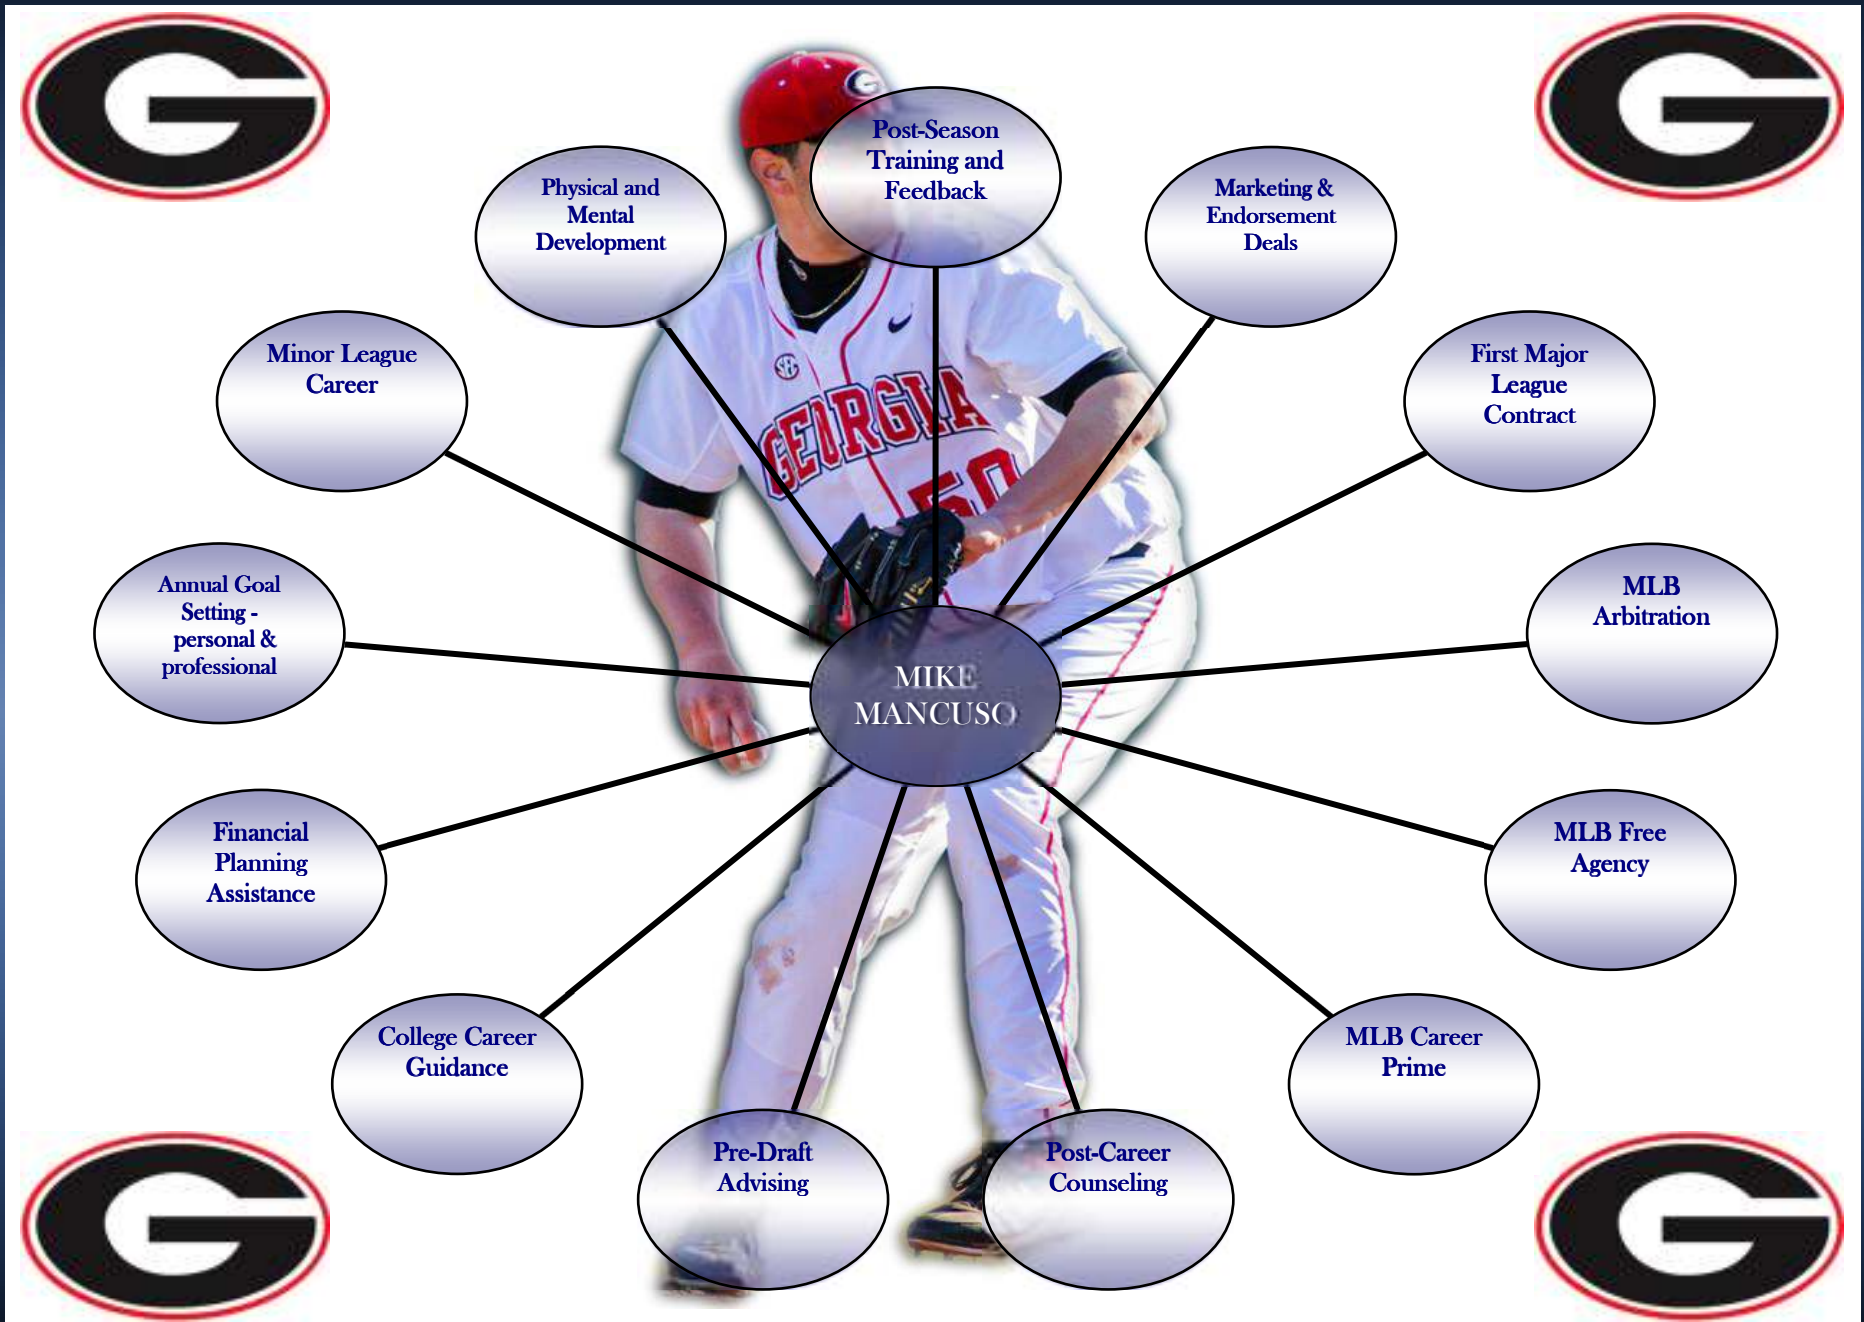 G
G
G
Post-Season
Training and
Feedback
Physical and
Mental
Development
Marketing &
Endorsement
Deals
Minor League
Career
First Major
League
Contract
GEORGIA
50
Annual Goal
Setting -
personal &
professional
MLB
Arbitration
MIKE
MANCUSO
Financial
Planning
Assistance
MLB Free
Agency
College Career
Guidance
MLB Career
Prime
Pre-Draft
Advising
Post-Career
Counseling
G
G